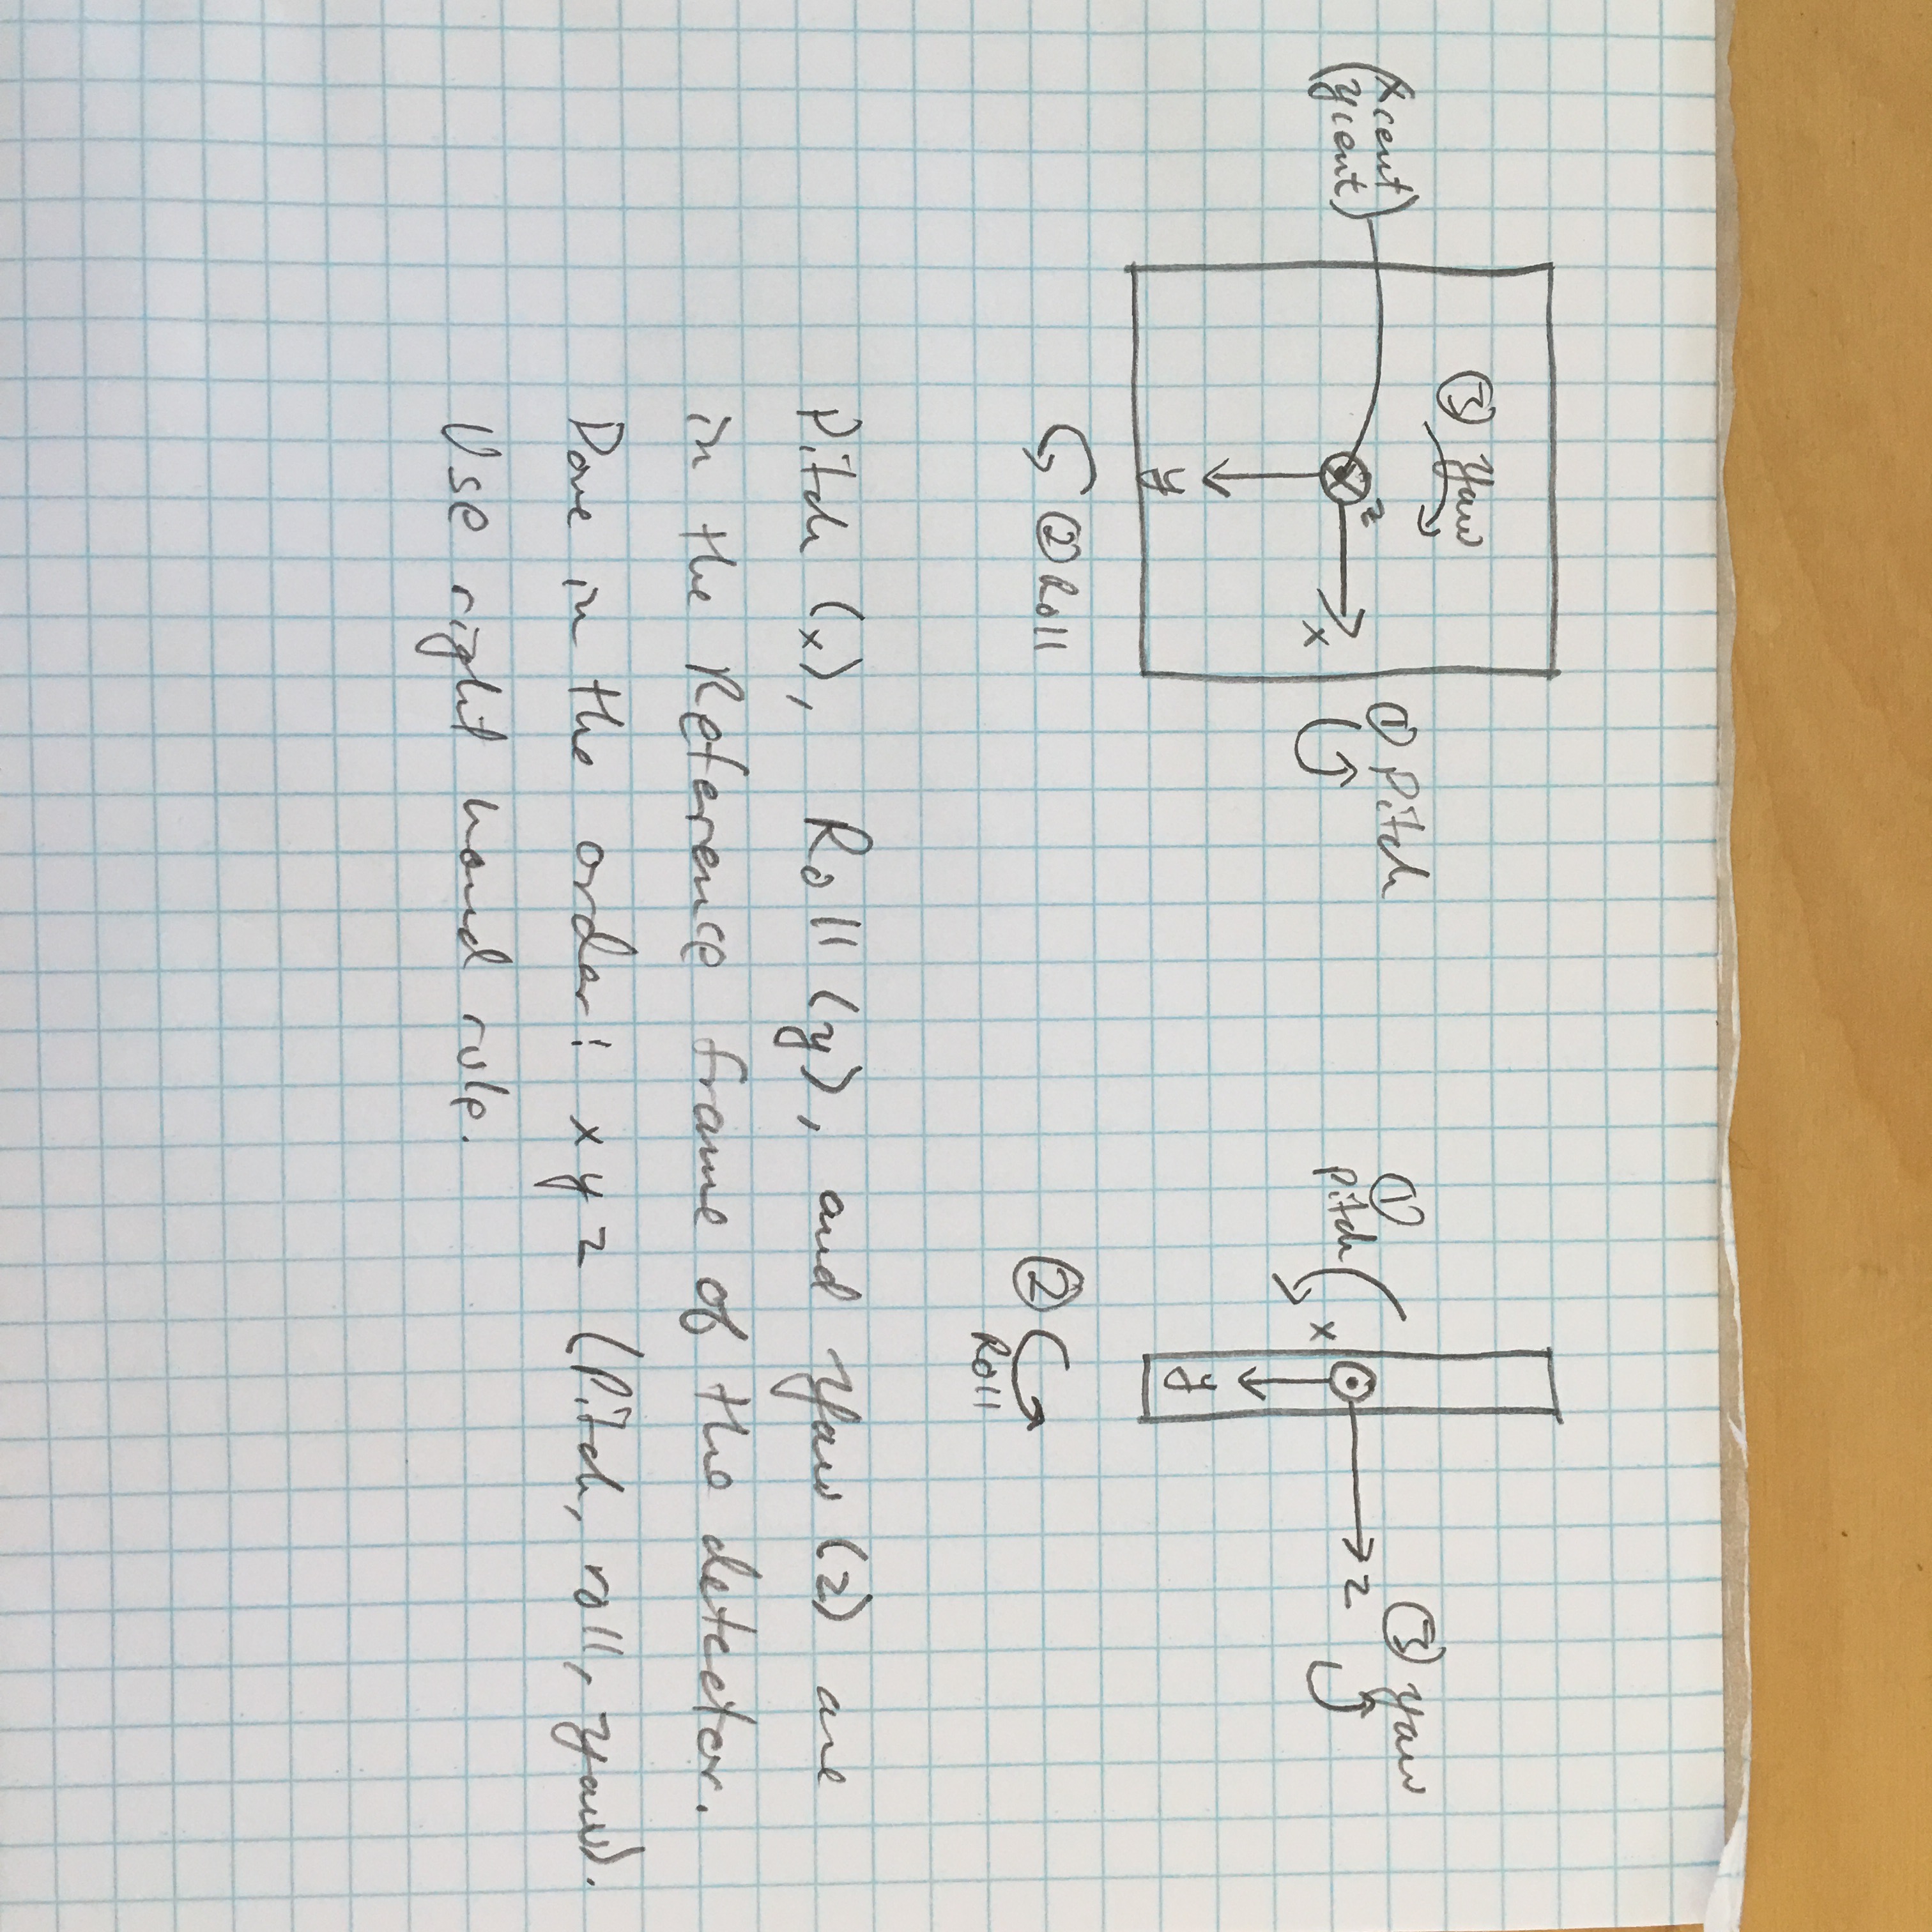 ③ Yaw
(xcent
ycent)
z
x
y
① Pitch
② Roll
① Pitch
x
y
z
③ Yaw
②
Roll
Pitch (x), Roll (y), and Yaw (z) are
in the Reference frame of the detector.
Done in the order: x y z (Pitch, roll, yaw).
Use right hand rule.